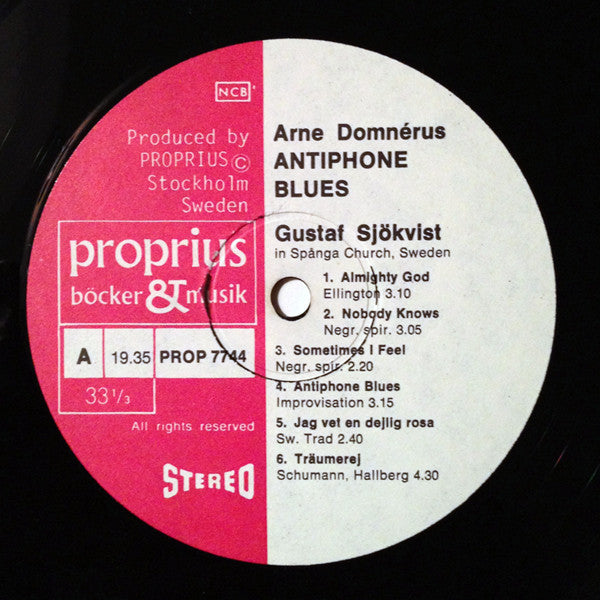 NCB
Produced by
PROPRIUS©
Stockholm
Sweden
proprius
böcker & musik
A 19.35 PROP 7744
33 1/3
All rights reserved
STEREO
Arne Domnérus
ANTIPHONE
BLUES
Gustaf Sjökvist
in Spånga Church, Sweden
1. Almighty God
Ellington 3.10
2. Nobody Knows
Negr. spir. 3.05
3. Sometimes I Feel
Negr. spir. 2.20
4. Antiphone Blues
Improvisation 3.15
5. Jag vet en dejlig rosa
Sw. Trad 2.40
6. Träumerej
Schumann, Hallberg 4.30